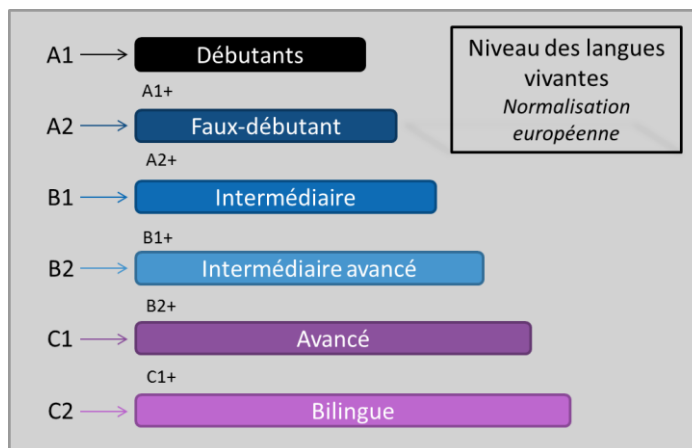 Niveau des langues
vivantes
Normalisation
européenne
A1 Débutants
A1+
A2 Faux-débutant
A2+
B1 Intermédiaire
B1+
B2 Intermédiaire avancé
B2+
C1 Avancé
C1+
C2 Bilingue